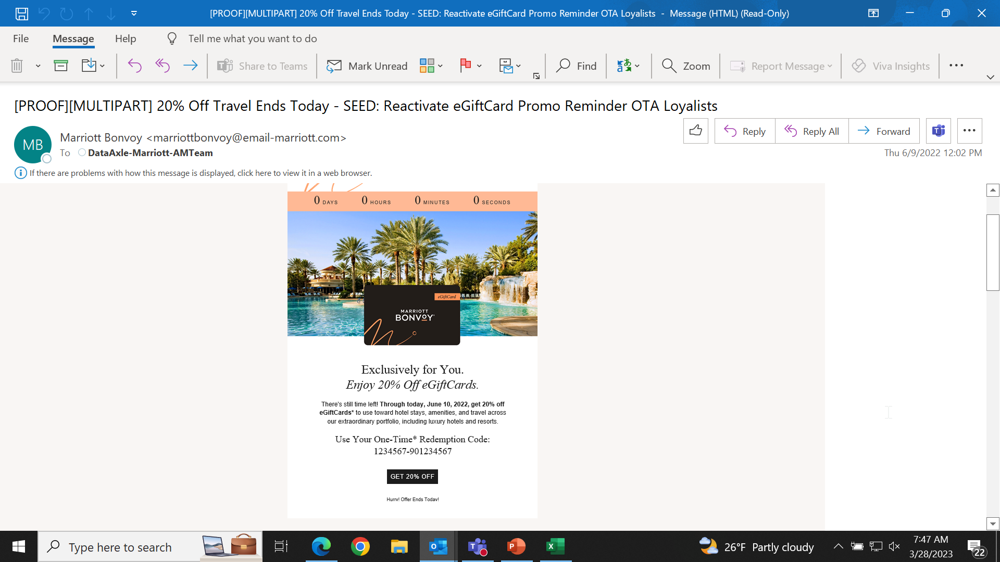 [PROOF][MULTIPART] 20% Off Travel Ends Today - SEED: Reactivate eGiftCard Promo Reminder OTA Loyalists - Message (HTML) (Read-Only)
File Message Help Tell me what you want to do
Share to Teams Mark Unread Find Zoom Report Message Viva Insights
[PROOF][MULTIPART] 20% Off Travel Ends Today - SEED: Reactivate eGiftCard Promo Reminder OTA Loyalists
Reply Reply All Forward
MB
Marriott Bonvoy <marriottbonvoy@email-marriott.com>
To DataAxle-Marriott-AMTeam
Thu 6/9/2022 12:02 PM
If there are problems with how this message is displayed, click here to view it in a web browser.
0 DAYS 0 HOURS 0 MINUTES 0 SECONDS
eGiftCard
MARRIOTT
BONVOY
Exclusively for You.
Enjoy 20% Off eGiftCards.
There's still time left! Through today, June 10, 2022, get 20% off
eGiftCards* to use toward hotel stays, amenities, and travel across
our extraordinary portfolio, including luxury hotels and resorts.
Use Your One-Time* Redemption Code:
1234567-901234567
GET 20% OFF
Hurry! Offer Ends Today!
Type here to search
26°F Partly cloudy
7:47 AM
3/28/2023
22